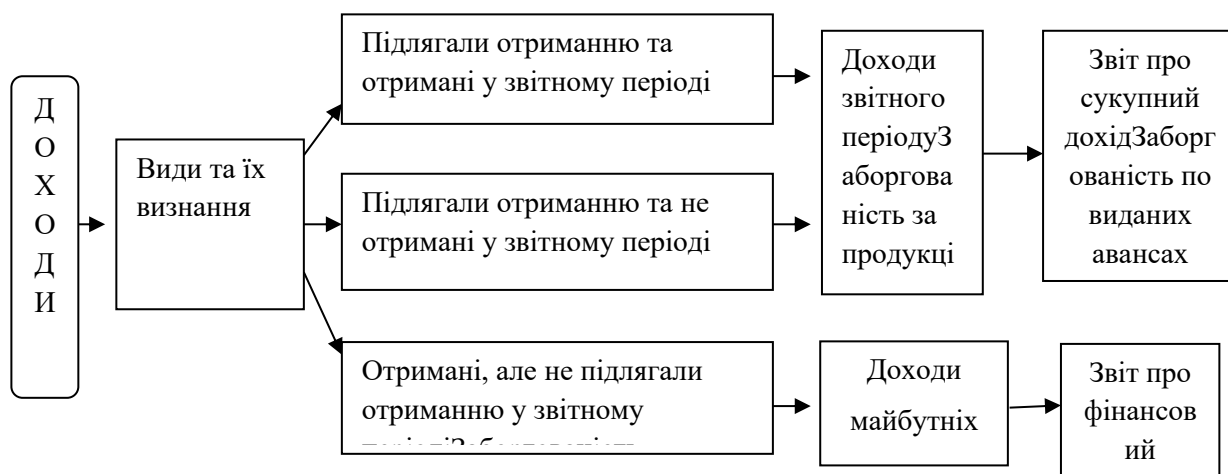 ДОХОДИ
Види та їх
визнання
Підлягали отриманню та
отримані у звітному періоді
Підлягали отриманню та не
отримані у звітному періоді
Отримані, але не підлягали
отриманню у звітному
Доходи
звітного
періодуЗ
аборгова
ність за
продукці
Звіт про
сукупний
дохідЗаборг
ованість по
виданих
авансах
Доходи
майбутніх
Звіт про
фінансов
ий